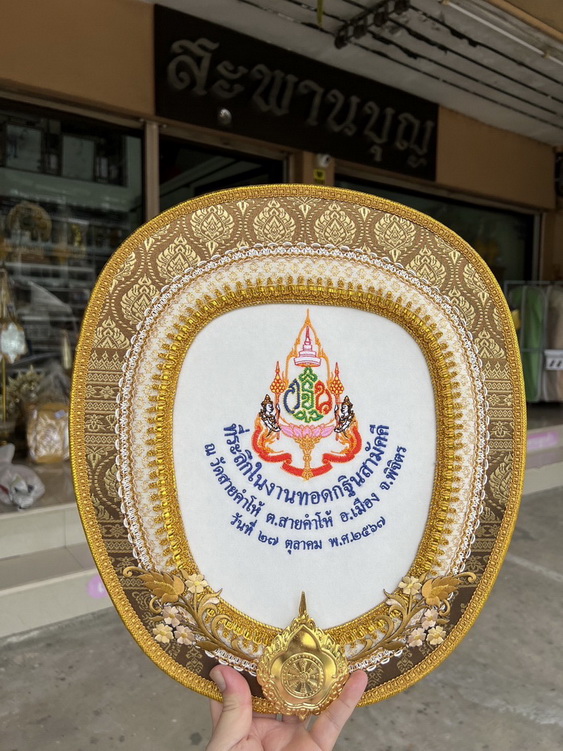 สะพานบุญ
กฐิน
ที่ระลึกในงานทอดกฐินสามัคคี
ณ วัดสายคำโห้ ต.สายคำโห้ อ.เมือง จ.พิจิตร
วันที่ ๒๗ ตุลาคม พ.ศ.๒๕๖๗